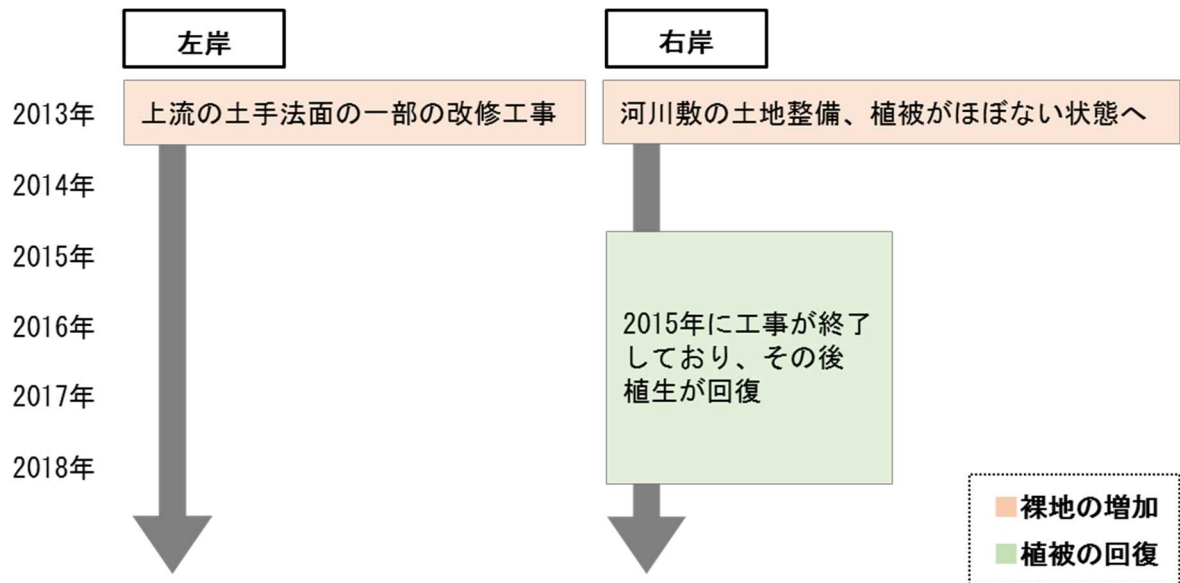 左岸
右岸
2013年
上流の土手法面の一部の改修工事
河川敷の土地整備、植被がほぼない状態へ
2014年
2015年
2016年
2017年
2018年
2015年に工事が終了
しており、その後
植生が回復
裸地の増加
植被の回復